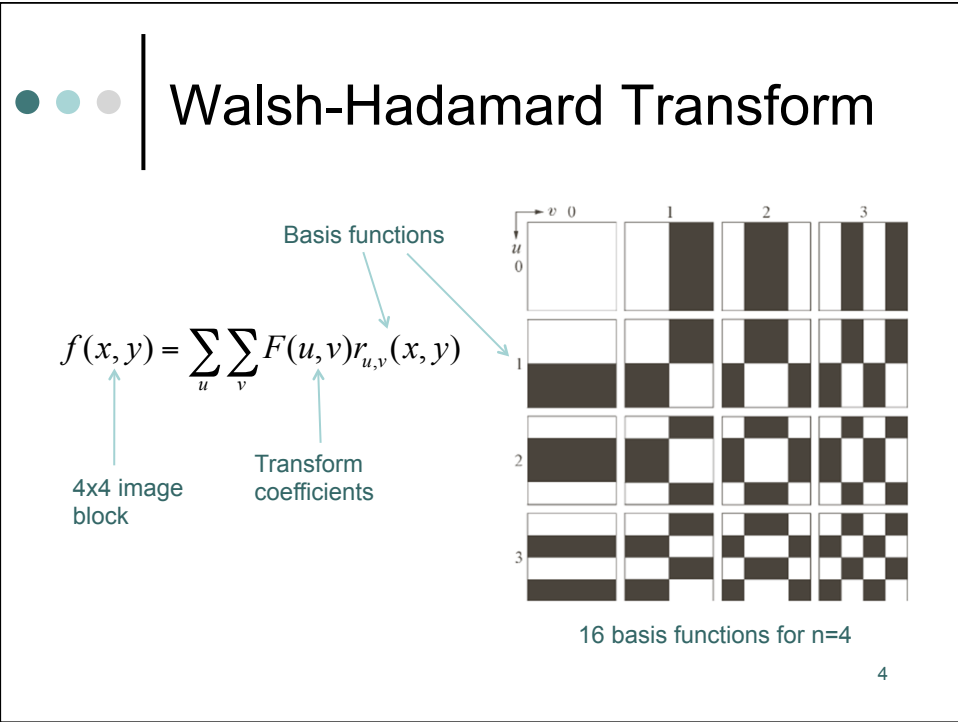 Walsh-Hadamard Transform
Basis functions
f(x, y) = ∑∑F(u,v)r_{u,v}(x, y)
u v
4x4 image
block
Transform
coefficients
v 0 1 2 3
u
0
1
2
3
16 basis functions for n=4
4